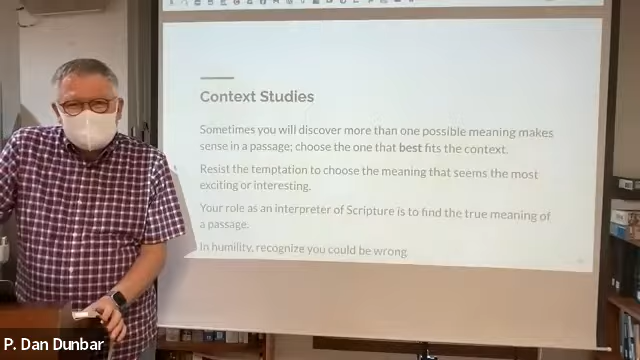 Context Studies
Sometimes you will discover more than one possible meaning makes
sense in a passage; choose the one that best fits the context.
Resist the temptation to choose the meaning that seems the most
exciting or interesting.
Your role as an interpreter of Scripture is to find the true meaning of
a passage.
In humility, recognize you could be wrong.
P. Dan Dunbar